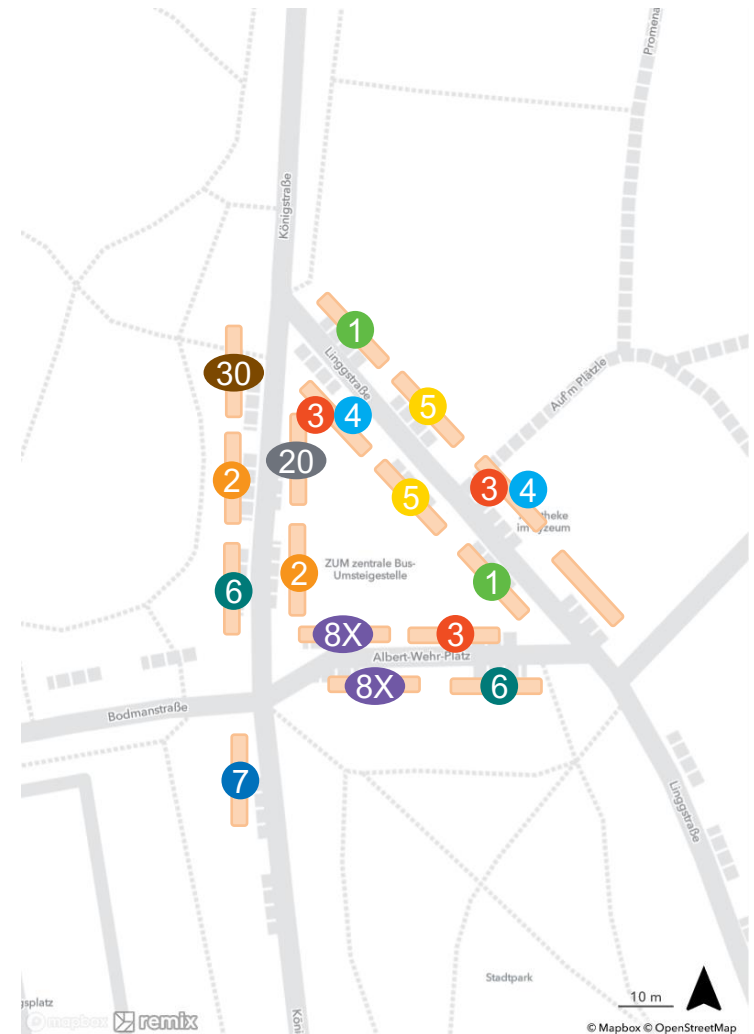 Promena
Königstraße
1
Linggstraße
30
5
Auf'm Plätzle
3
4
20
2
5
3
4
theke
im
yzeum
ZUM zentrale Bus-
Umsteigestelle
2
6
1
8X
3
Albert-Wehr-Platz
8X
6
Bodmanstraße
7
Linggstraße
Stadtpark
gsplatz
Kön
10 m
mapbox
remix
© Mapbox © OpenStreetMap